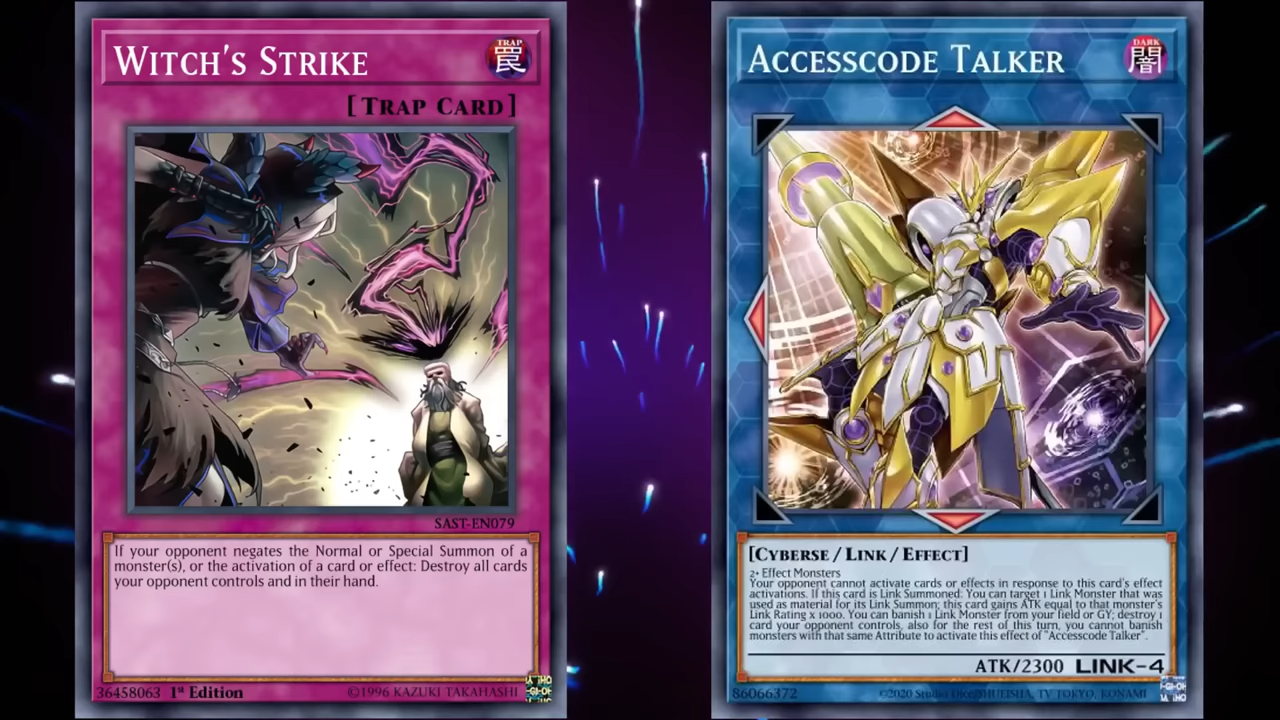 WITCH'S STRIKE
TRAP
罠
[TRAP CARD]
SAST-EN079
If your opponent negates the Normal or Special Summon of a
monster(s), or the activation of a card or effect: Destroy all cards
your opponent controls and in their hand.
36458063 1st Edition ©1996 KAZUKI TAKAHASHI
ACCESSCODE TALKER
DARK
闇
[CYBERSE / LINK / EFFECT]
2+ Effect Monsters
Your opponent cannot activate cards or effects in response to this card's effect
activations. If this card is Link Summoned: You can target 1 Link Monster that was
used as material for its Link Summon; this card gains ATK equal to that monster's
Link Rating x 1000. You can banish 1 Link Monster from your field or GY; destroy 1
card your opponent controls, also for the rest of this turn, you cannot banish
monsters with that same Attribute to activate this effect of "Accesscode Talker".
ATK/2300 LINK-4
86066372 ©2020 Studio Dice/SHUEISHA, TV TOKYO, KONAMI